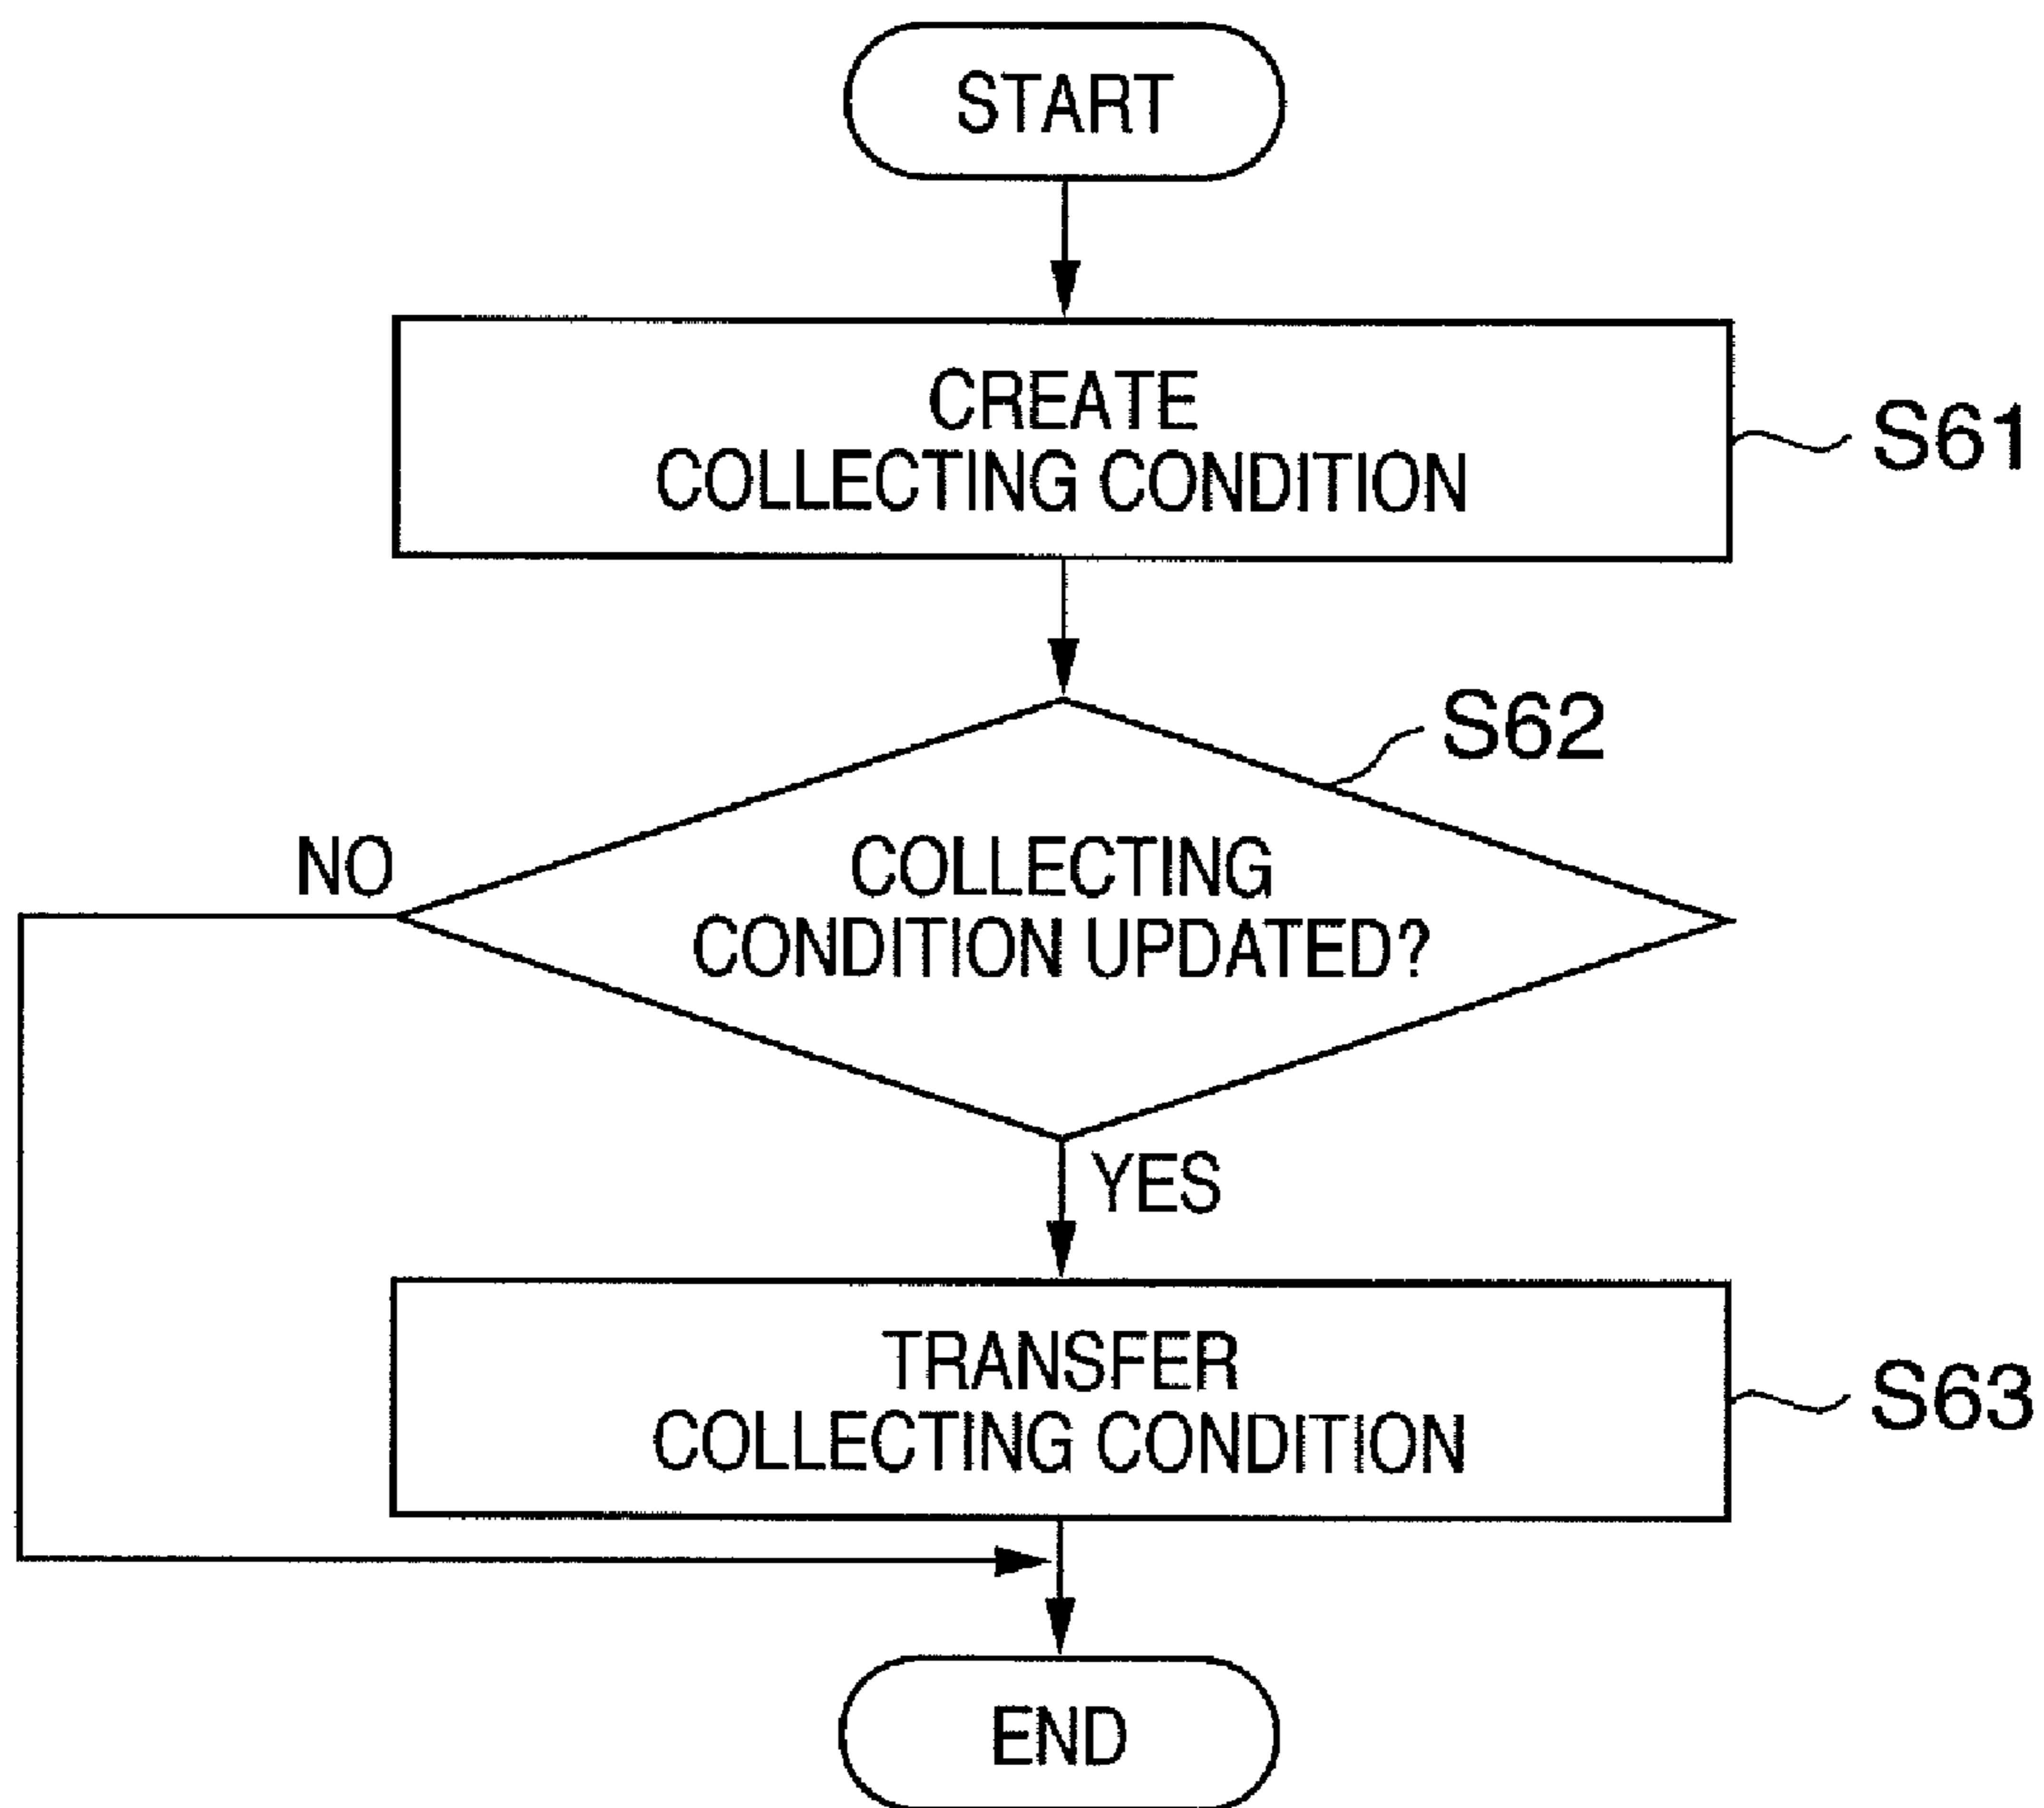 START
CREATE
COLLECTING CONDITION
S61
S62
NO
COLLECTING
CONDITION UPDATED?
YES
TRANSFER
COLLECTING CONDITION
S63
END